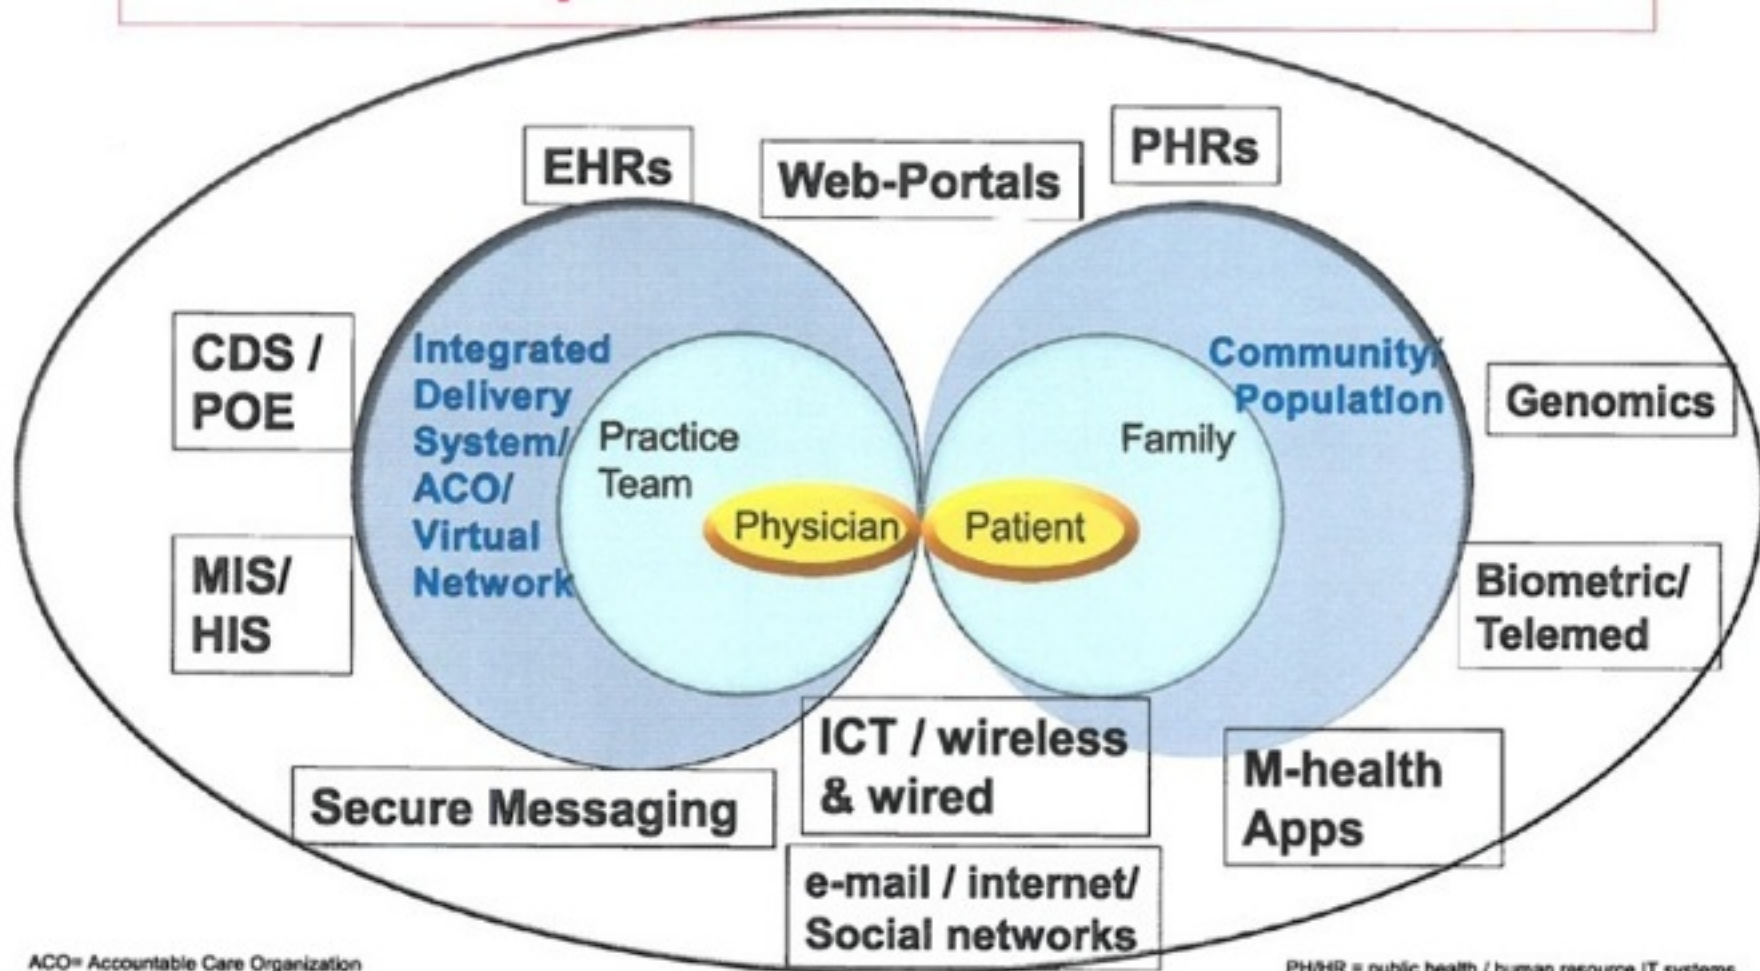 EHRs
Web-Portals
PHRs
CDS /
POE
Integrated
Delivery
System/
ACO/
Virtual
Network
Practice
Team
Physician
Patient
Family
Community/
Population
Genomics
MIS/
HIS
Biometric/
Telemed
ICT / wireless
& wired
M-health
Apps
Secure Messaging
e-mail / internet/
Social networks
ACO= Accountable Care Organization
PH/HR = public health / human resource IT systems